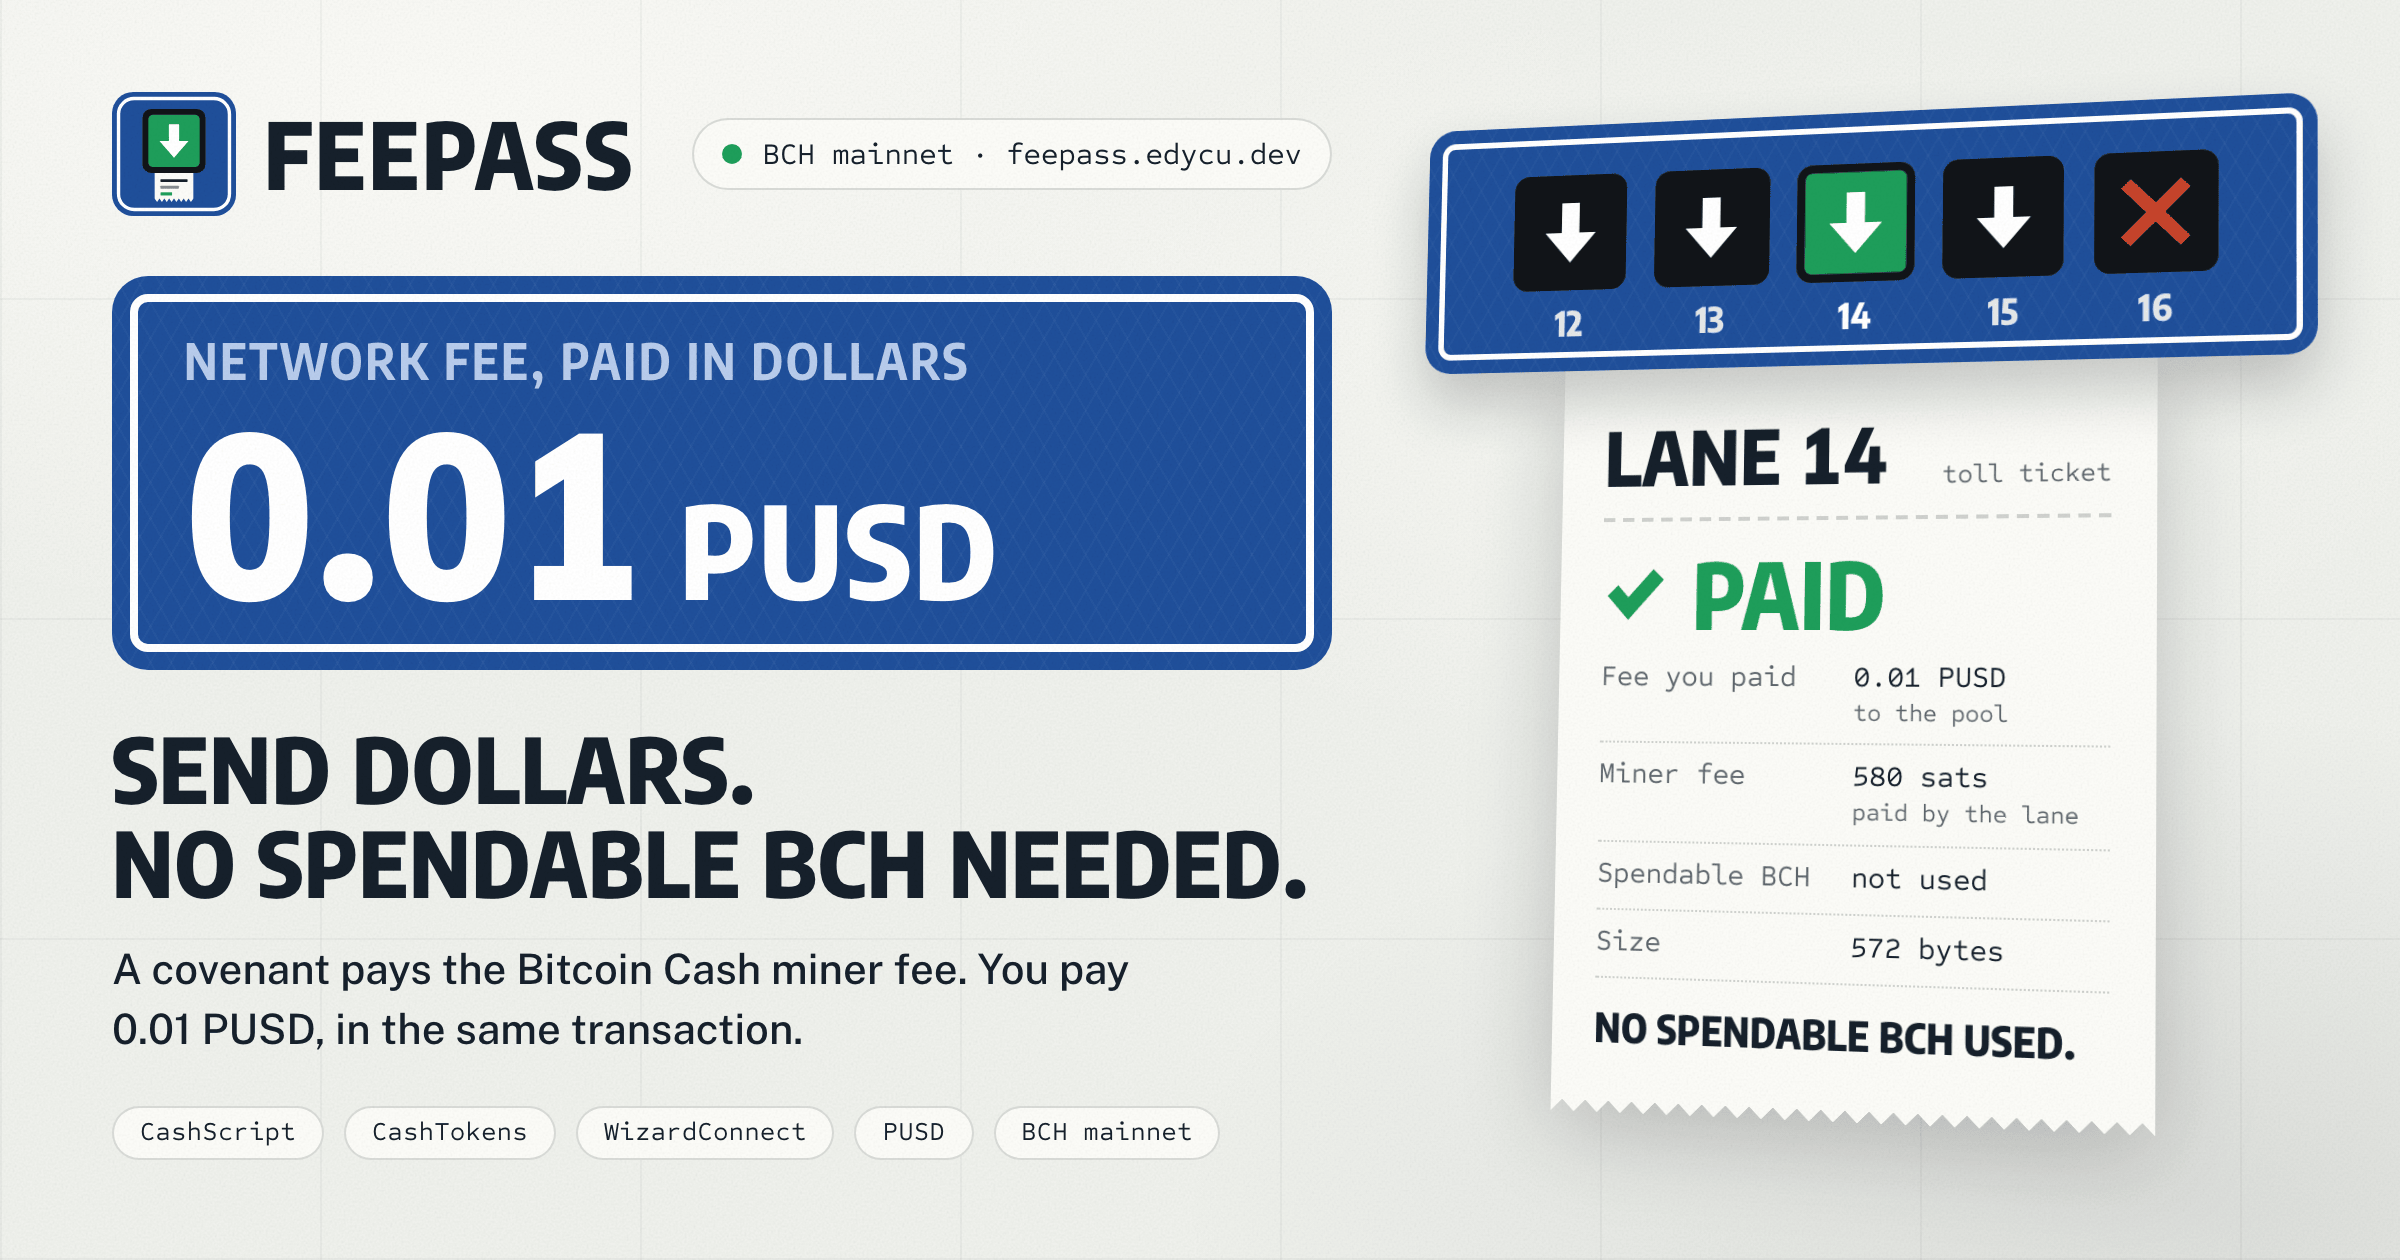 FEEPASS
BCH mainnet · feepass.edycu.dev
NETWORK FEE, PAID IN DOLLARS
0.01 PUSD
SEND DOLLARS.
NO SPENDABLE BCH NEEDED.
A covenant pays the Bitcoin Cash miner fee. You pay
0.01 PUSD, in the same transaction.
CashScript CashTokens WizardConnect PUSD BCH mainnet
12 13 14 15 16
LANE 14 toll ticket
PAID
Fee you paid 0.01 PUSD
to the pool
Miner fee 580 sats
paid by the lane
Spendable BCH not used
Size 572 bytes
NO SPENDABLE BCH USED.